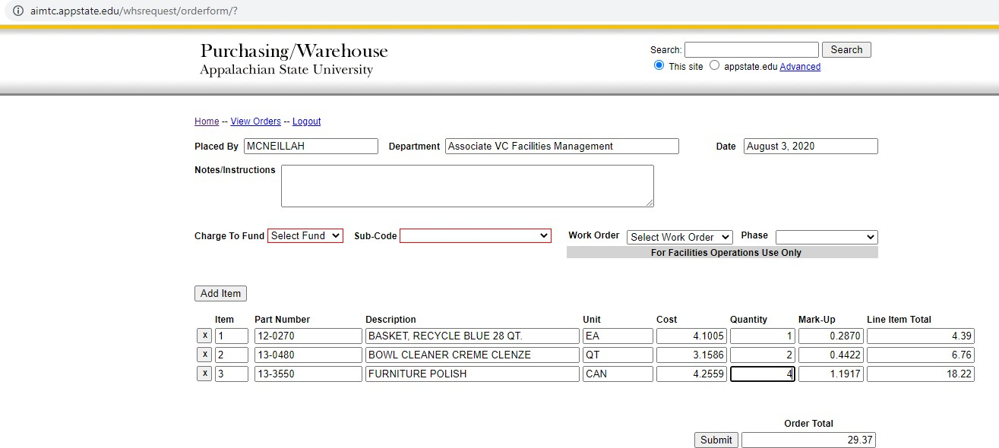 aimtc.appstate.edu/whsrequest/orderform/?
Purchasing/Warehouse
Appalachian State University
Search: Search
This site appstate.edu Advanced
Home -- View Orders -- Logout
Placed By MCNEILLAH Department Associate VC Facilities Management Date August 3, 2020
Notes/Instructions
Charge To Fund Select Fund Sub-Code Work Order Select Work Order Phase
For Facilities Operations Use Only
Add Item
Item Part Number Description Unit Cost Quantity Mark-Up Line Item Total
x 1 12-0270 BASKET, RECYCLE BLUE 28 QT. EA 4.1005 1 0.2870 4.39
x 2 13-0480 BOWL CLEANER CREME CLENZE QT 3.1586 2 0.4422 6.76
x 3 13-3550 FURNITURE POLISH CAN 4.2559 4 1.1917 18.22
Order Total
Submit 29.37